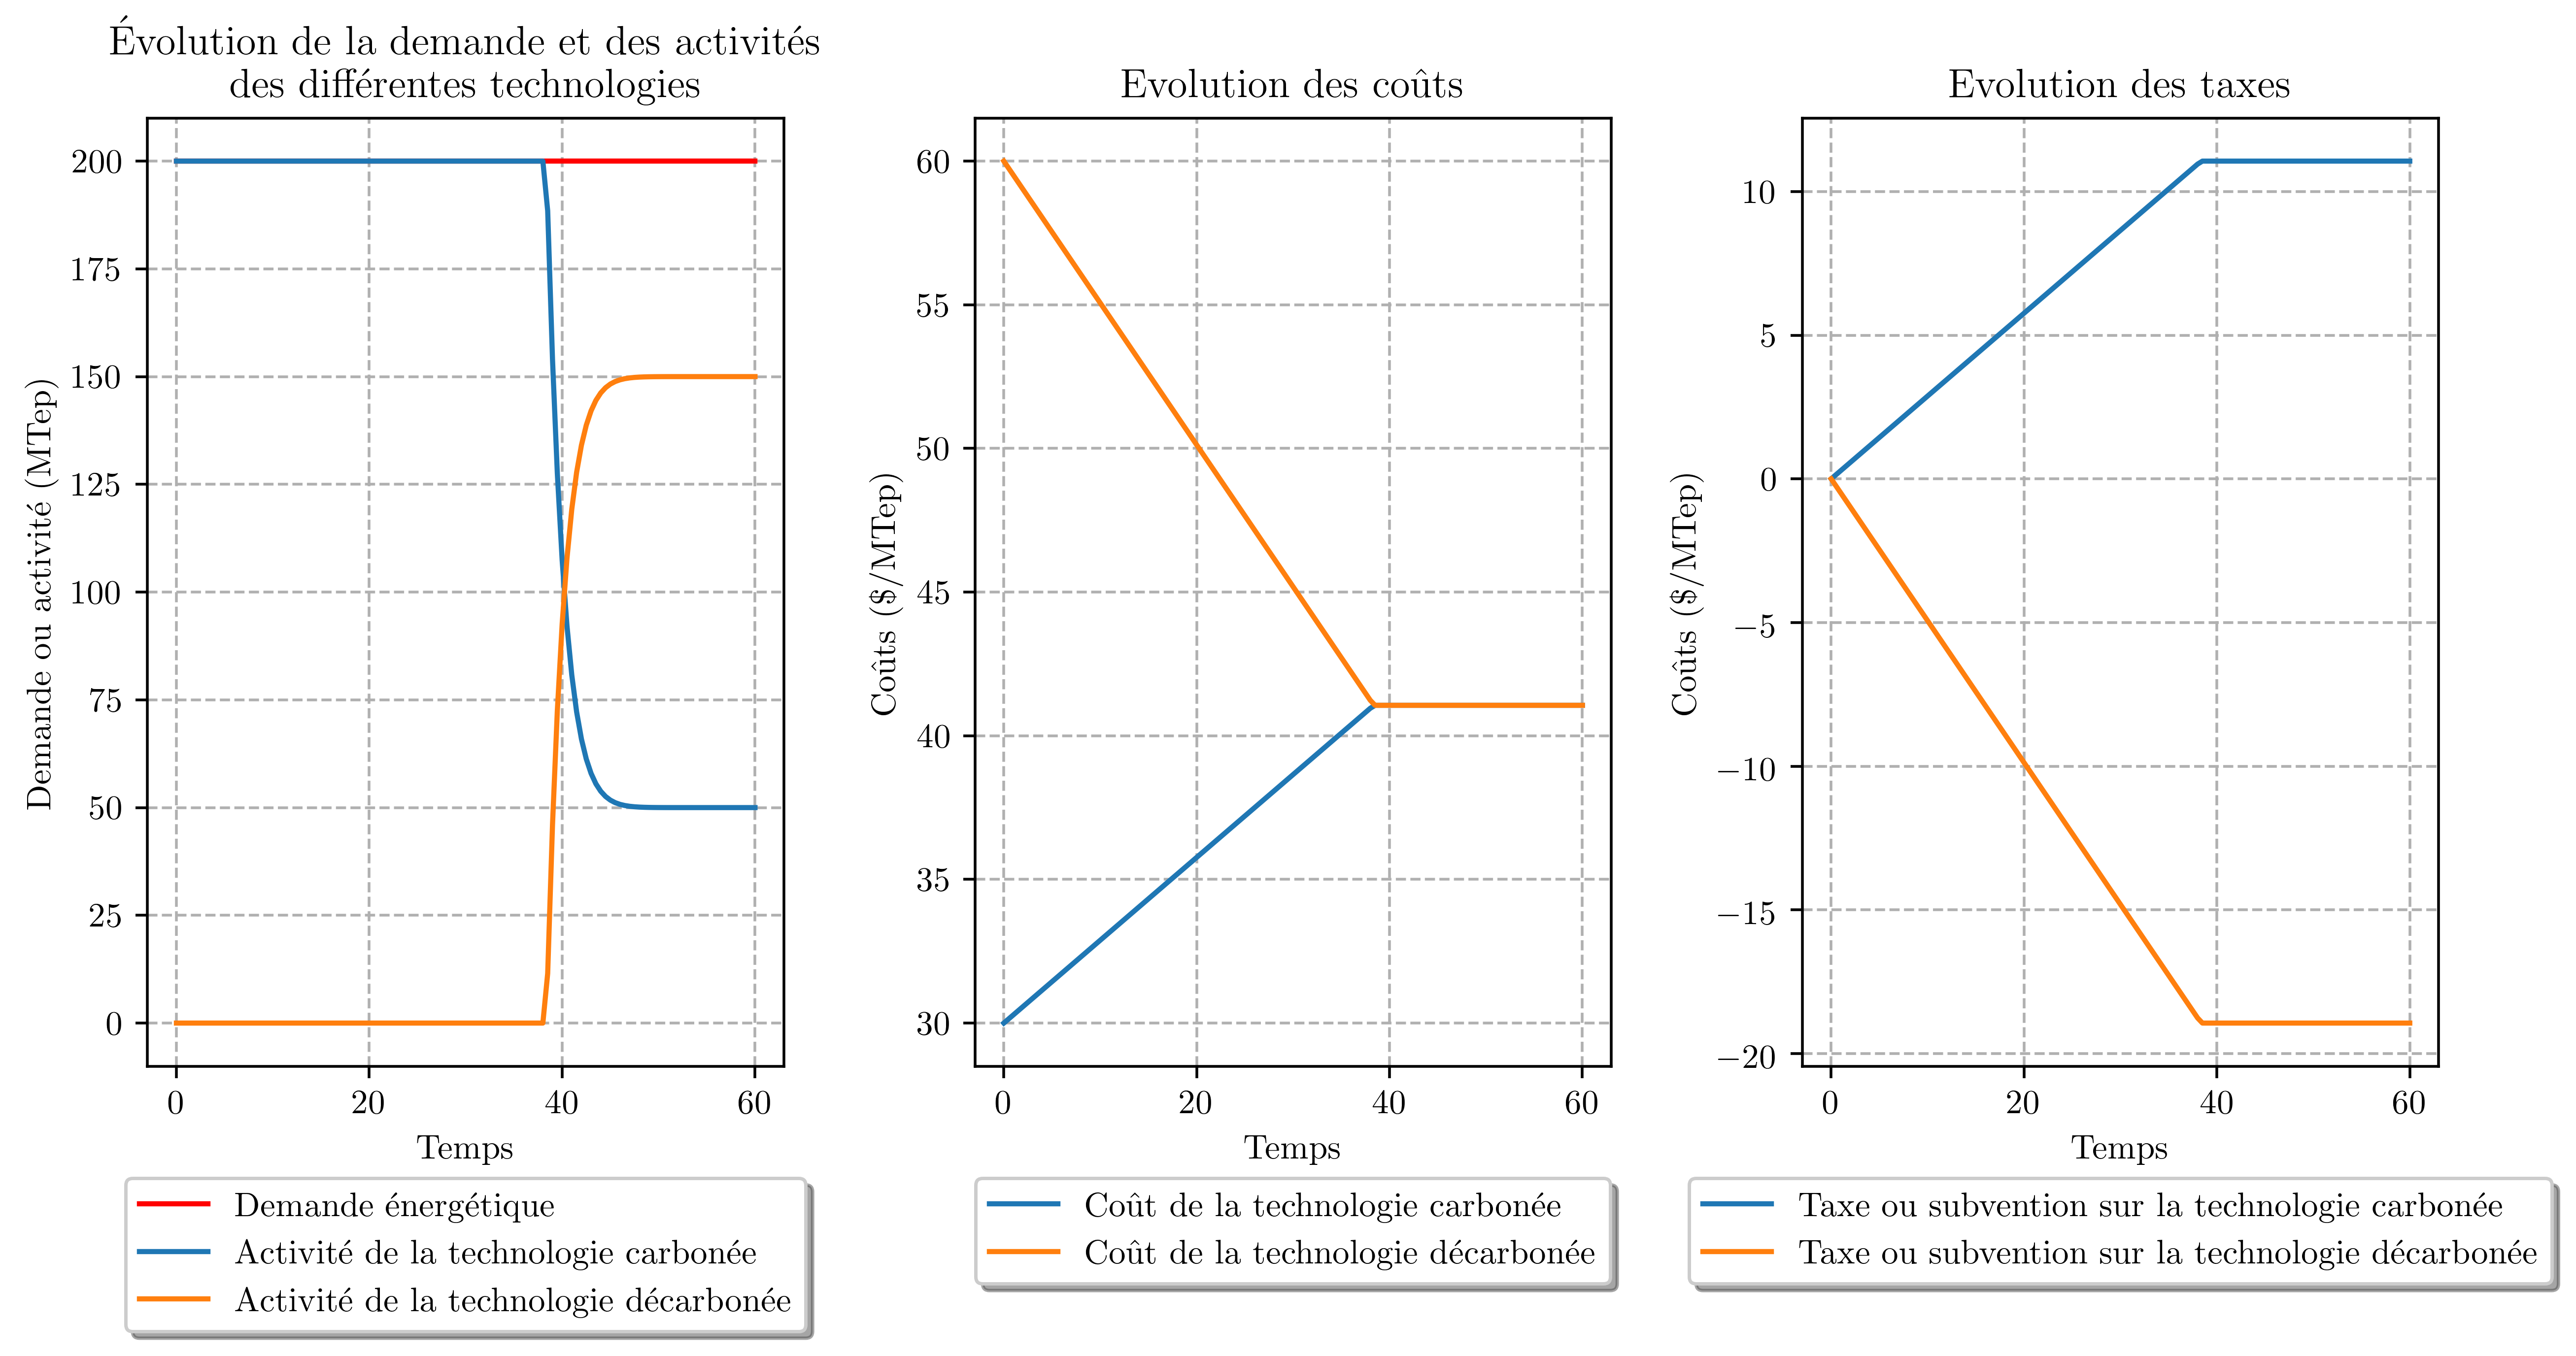 Évolution de la demande et des activités
des différentes technologies
Demande ou activité (MTep)
200
175
150
125
100
75
50
25
0
0 20 40 60
Temps
Demande énergétique
Activité de la technologie carbonée
Activité de la technologie décarbonée
Evolution des coûts
Coûts ($/MTep)
60
55
50
45
40
35
30
0 20 40 60
Temps
Coût de la technologie carbonée
Coût de la technologie décarbonée
Evolution des taxes
Coûts ($/MTep)
10
5
0
−5
−10
−15
−20
0 20 40 60
Temps
Taxe ou subvention sur la technologie carbonée
Taxe ou subvention sur la technologie décarbonée